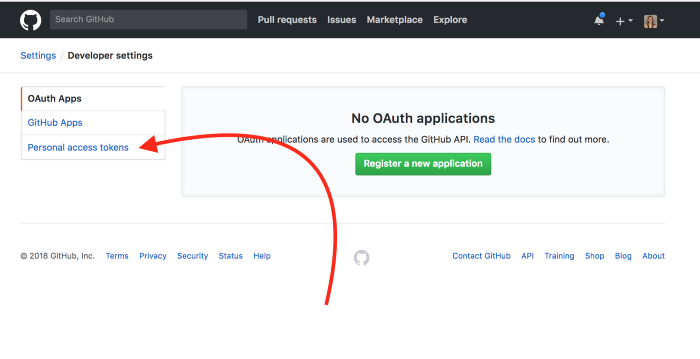 Search GitHub Pull requests Issues Marketplace Explore
Settings / Developer settings
OAuth Apps
GitHub Apps
Personal access tokens
No OAuth applications
OAuth applications are used to access the GitHub API. Read the docs to find out more.
Register a new application
© 2018 GitHub, Inc. Terms Privacy Security Status Help Contact GitHub API Training Shop Blog About